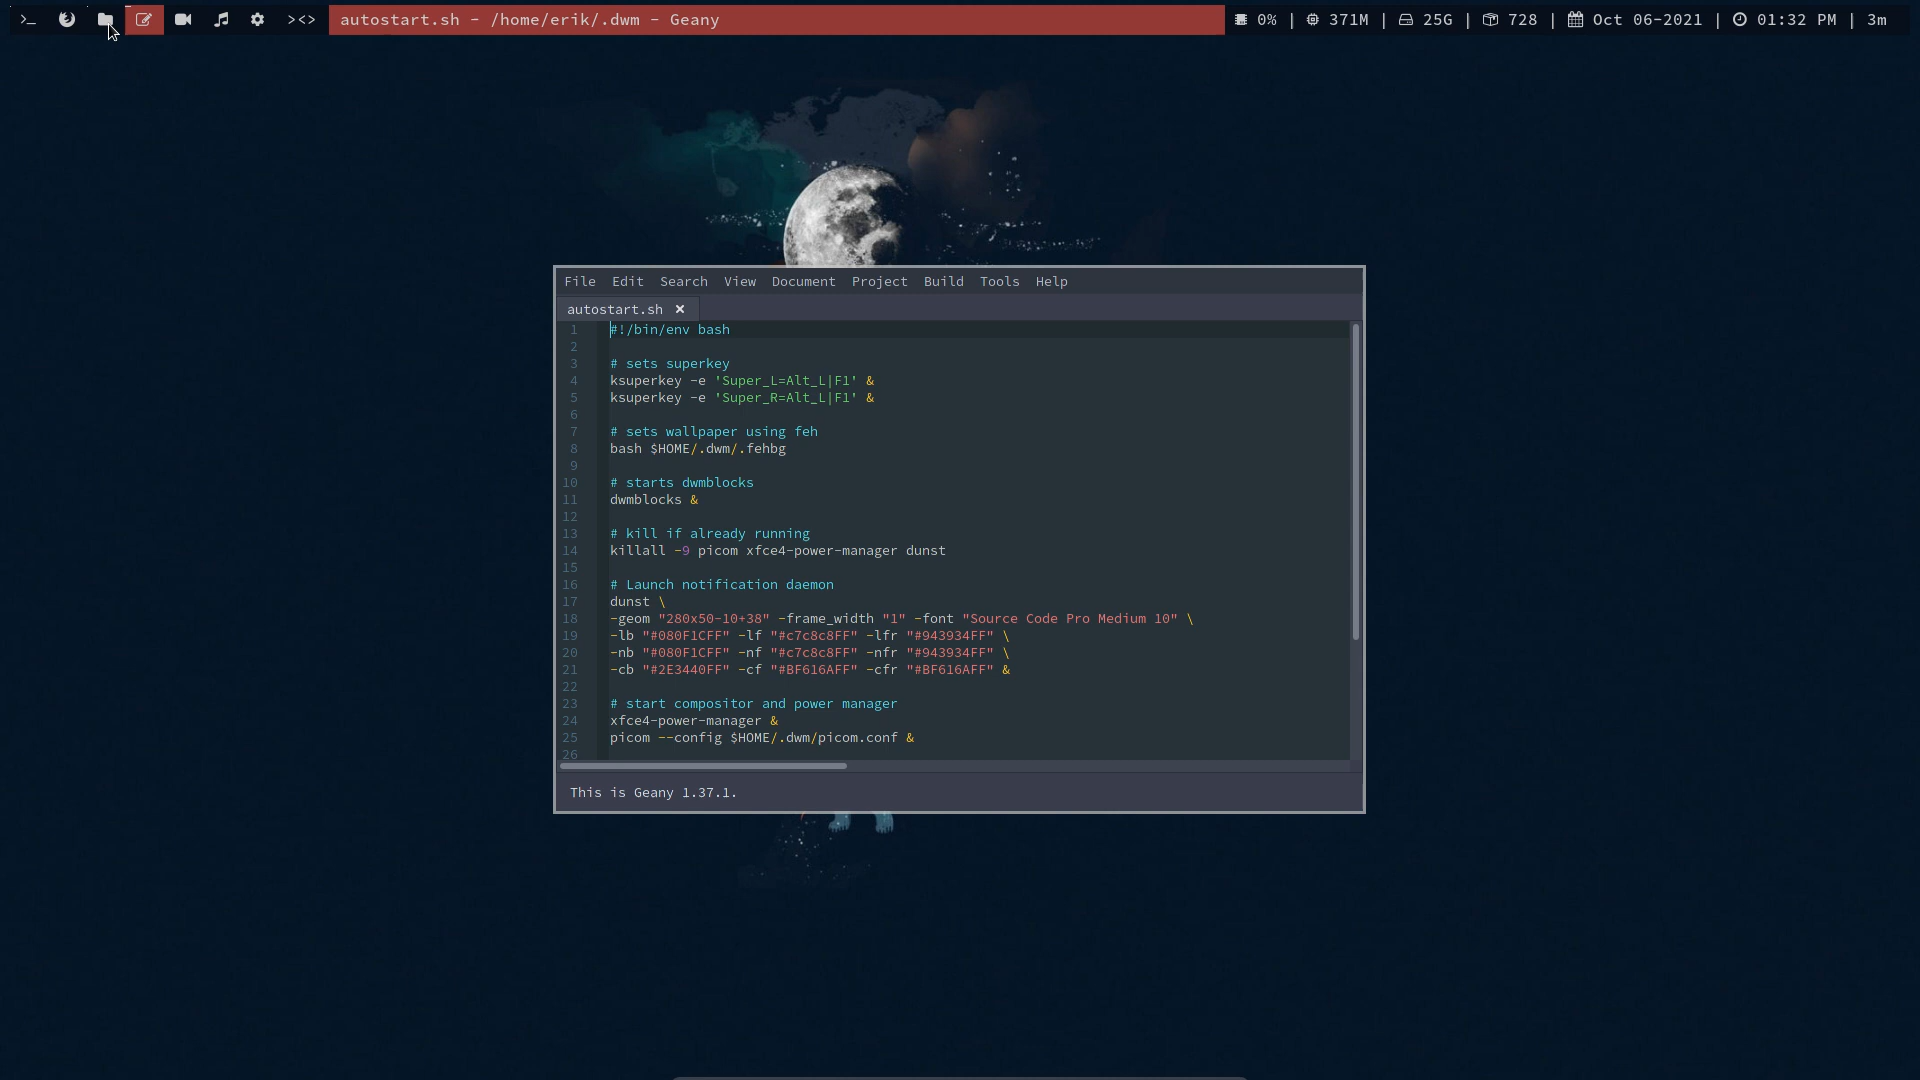 >_ ><> autostart.sh - /home/erik/.dwm - Geany 0% | 371M | 25G | 728 | Oct 06-2021 | 01:32 PM | 3m
File Edit Search View Document Project Build Tools Help
autostart.sh ×
1 #!/bin/env bash
2
3 # sets superkey
4 ksuperkey -e 'Super_L=Alt_L|F1' &
5 ksuperkey -e 'Super_R=Alt_L|F1' &
6
7 # sets wallpaper using feh
8 bash $HOME/.dwm/.fehbg
9
10 # starts dwmblocks
11 dwmblocks &
12
13 # kill if already running
14 killall -9 picom xfce4-power-manager dunst
15
16 # Launch notification daemon
17 dunst \
18 -geom "280x50-10+38" -frame_width "1" -font "Source Code Pro Medium 10" \
19 -lb "#080F1CFF" -lf "#c7c8c8FF" -lfr "#943934FF" \
20 -nb "#080F1CFF" -nf "#c7c8c8FF" -nfr "#943934FF" \
21 -cb "#2E3440FF" -cf "#BF616AFF" -cfr "#BF616AFF" &
22
23 # start compositor and power manager
24 xfce4-power-manager &
25 picom --config $HOME/.dwm/picom.conf &
26
This is Geany 1.37.1.